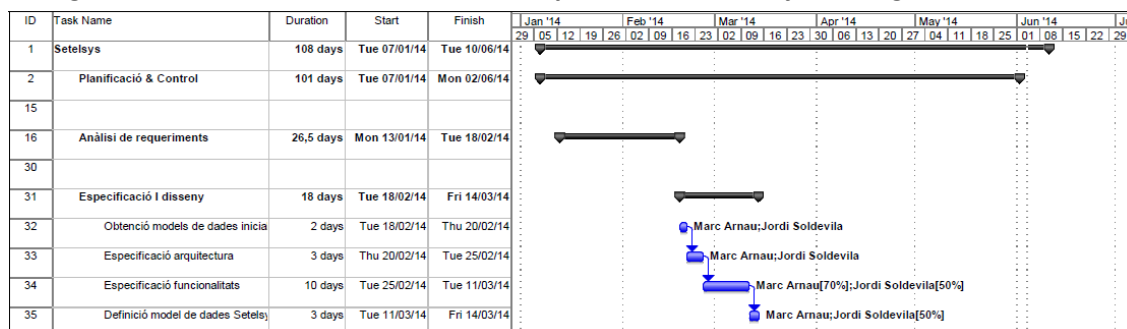 ID Task Name Duration Start Finish Jan '14 Feb '14 Mar '14 Apr '14 May '14 Jun '14
29 05 12 19 26 02 09 16 23 02 09 16 23 30 06 13 20 27 04 11 18 25 01 08 15 22 29
1 Setelsys 108 days Tue 07/01/14 Tue 10/06/14
2 Planificació & Control 101 days Tue 07/01/14 Mon 02/06/14
15
16 Anàlisi de requeriments 26,5 days Mon 13/01/14 Tue 18/02/14
30
31 Especificació I disseny 18 days Tue 18/02/14 Fri 14/03/14
32 Obtenció models de dades inicia 2 days Tue 18/02/14 Thu 20/02/14 Marc Arnau;Jordi Soldevila
33 Especificació arquitectura 3 days Thu 20/02/14 Tue 25/02/14 Marc Arnau;Jordi Soldevila
34 Especificació funcionalitats 10 days Tue 25/02/14 Tue 11/03/14 Marc Arnau[70%];Jordi Soldevila[50%]
35 Definició model de dades Setelsy 3 days Tue 11/03/14 Fri 14/03/14 Marc Arnau;Jordi Soldevila[50%]